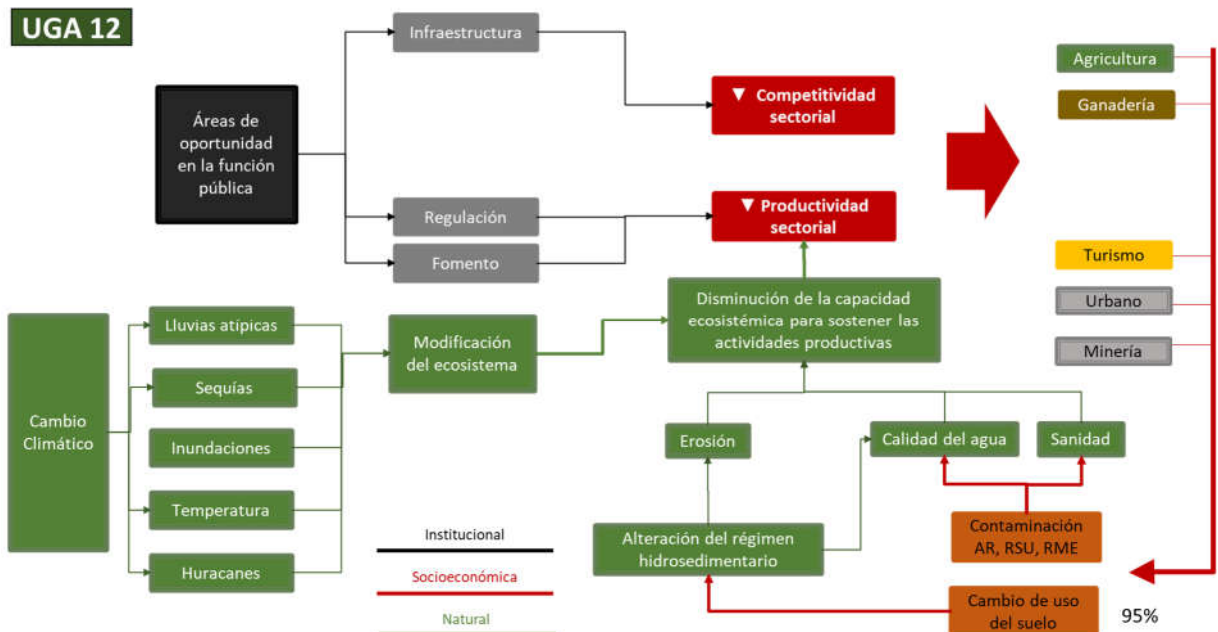 UGA 12
Áreas de
oportunidad
en la función
pública
Infraestructura
Regulación
Fomento
▼ Competitividad
sectorial
▼ Productividad
sectorial
Agricultura
Ganadería
Turismo
Urbano
Minería
Cambio
Climático
Lluvias atípicas
Sequías
Inundaciones
Temperatura
Huracanes
Modificación
del ecosistema
Disminución de la capacidad
ecosistémica para sostener las
actividades productivas
Erosión
Calidad del agua
Sanidad
Alteración del régimen
hidrosedimentario
Contaminación
AR, RSU, RME
Cambio de uso
del suelo
95%
Institucional
Socioeconómica
Natural